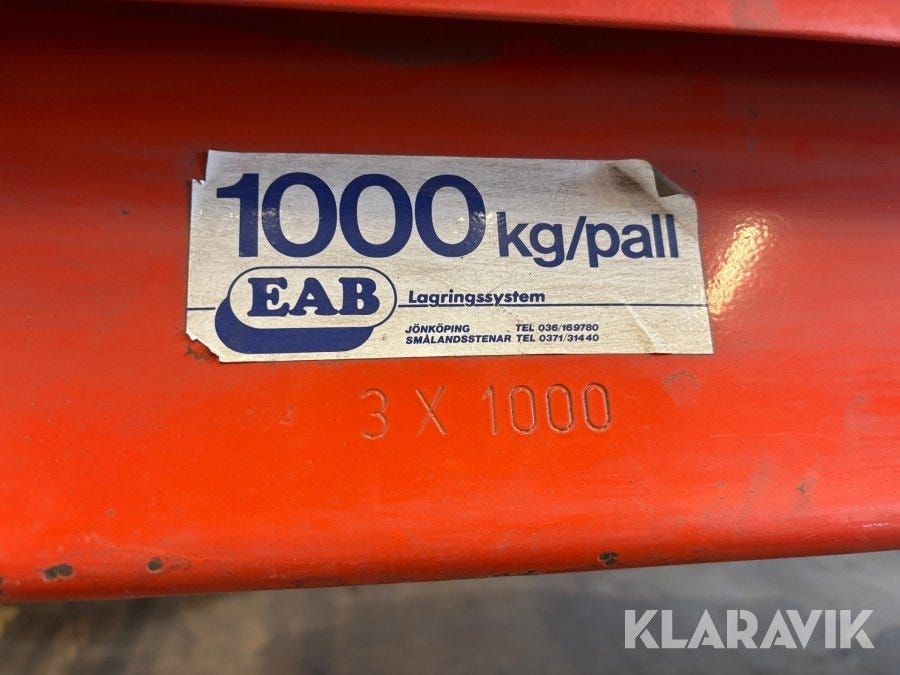 1000 kg/pall
EAB Lagringssystem
JÖNKÖPING TEL 036/169780
SMÅLANDSSTENAR TEL 0371/31440
3 X 1000
KLARAVIK